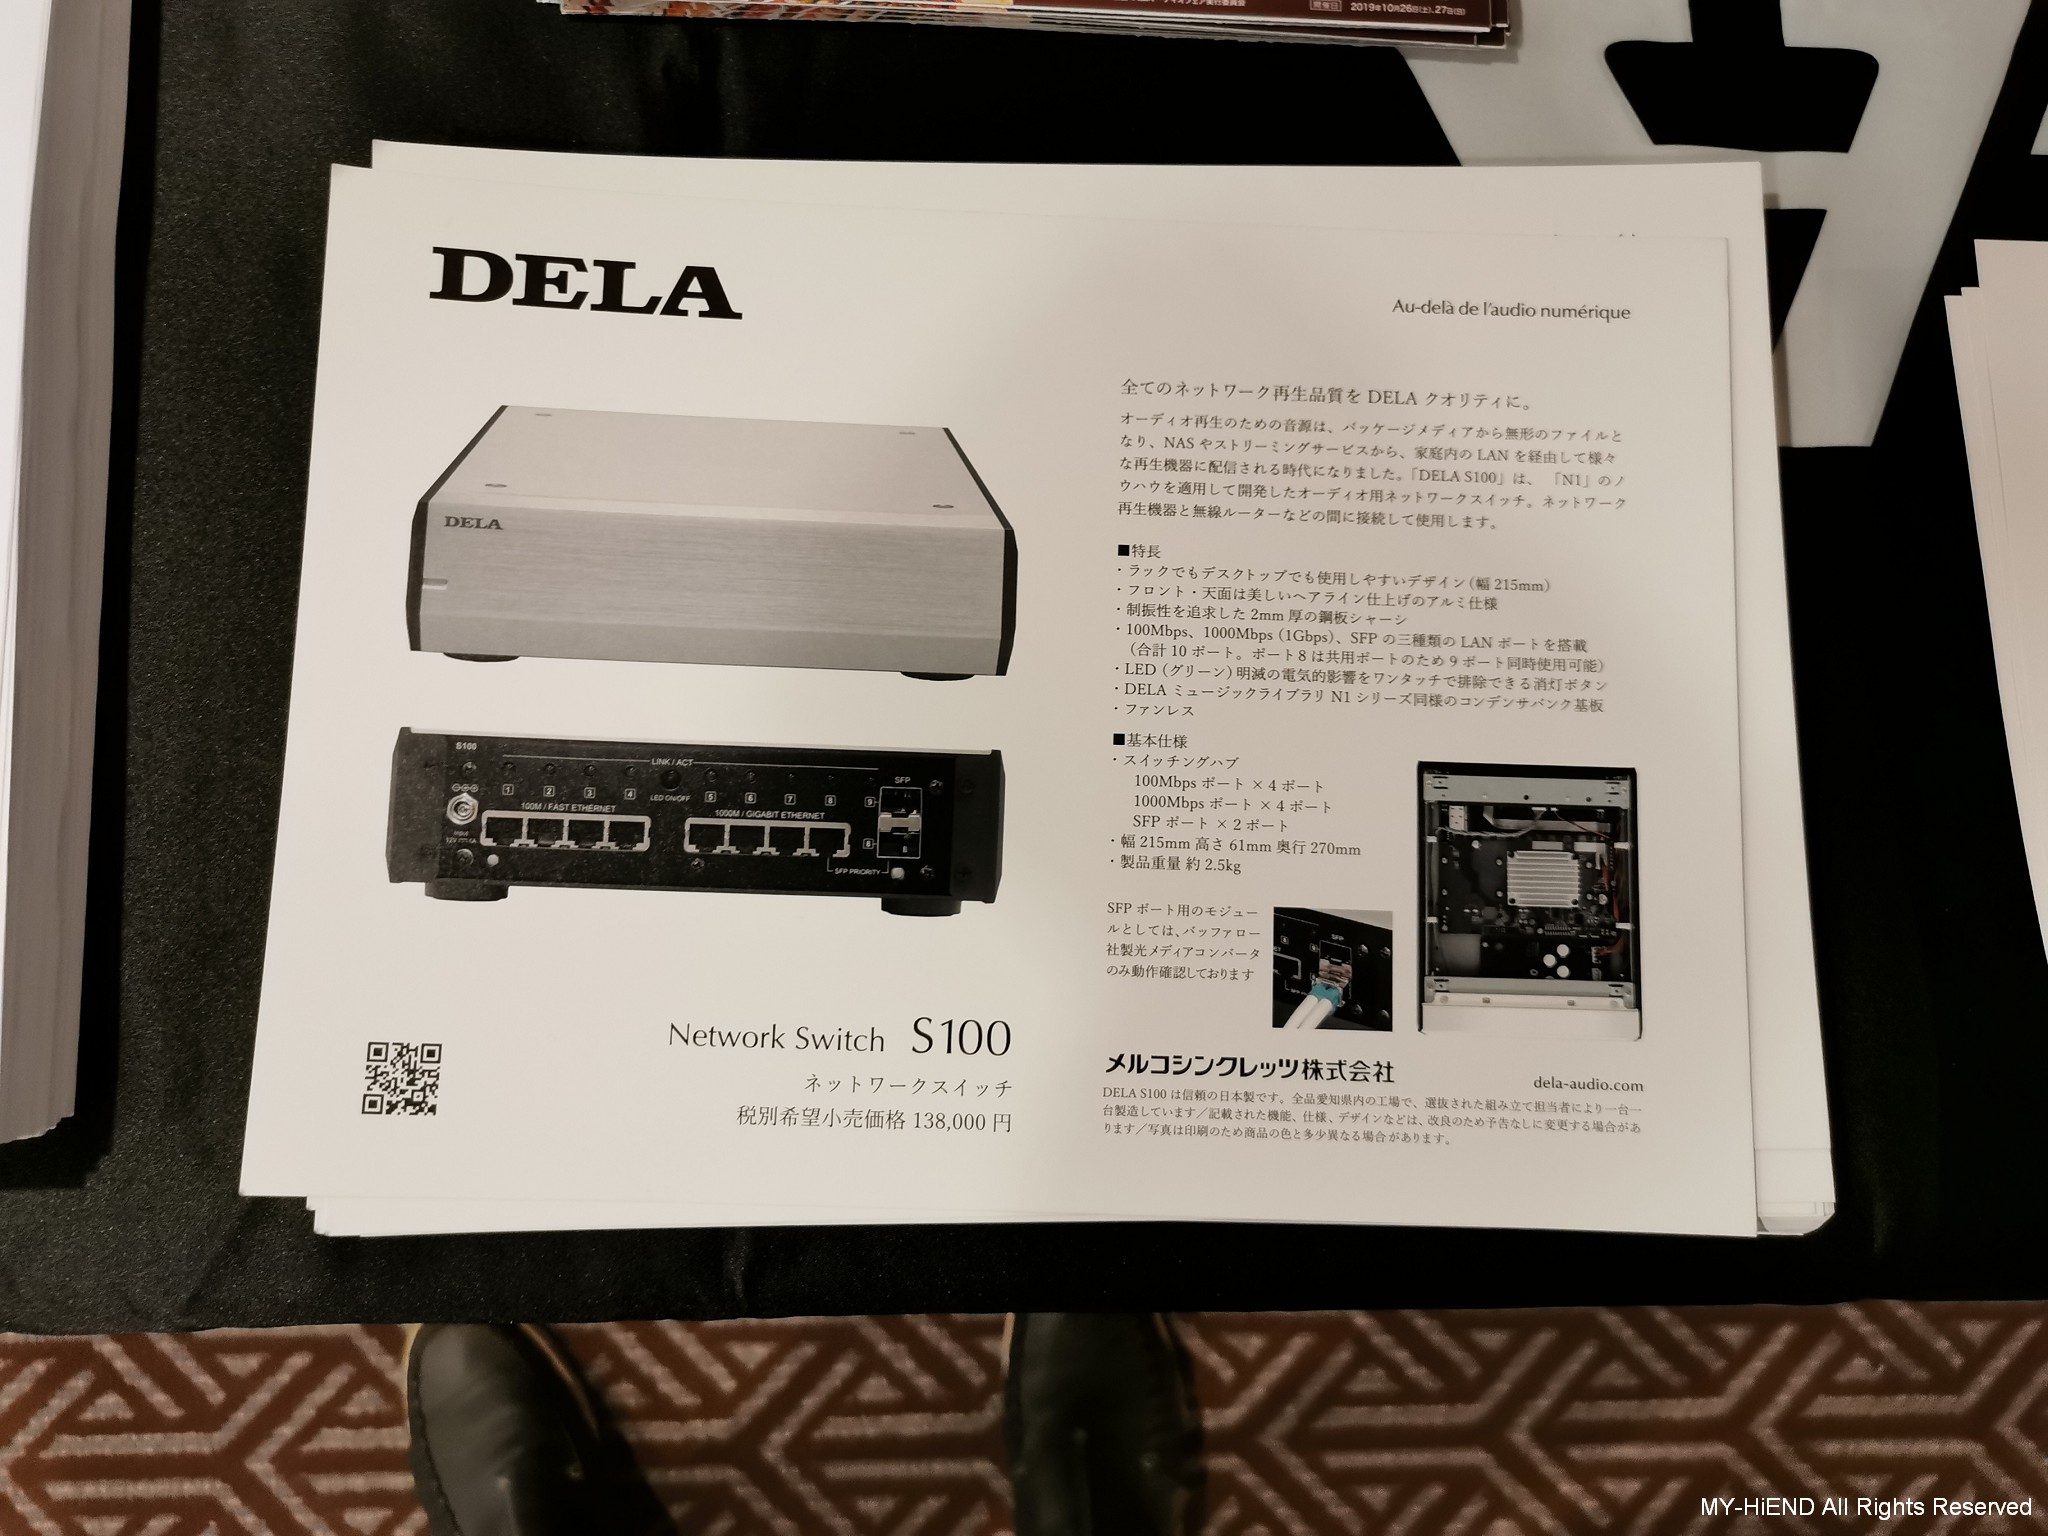 開催日 2019年10月26日(土)、27日(日)
DELA
Au-delà de l'audio numérique
DELA
S100
LINK / ACT
LED ON/OFF
SFP
1 2 3 4 5 6 7 8 9
100M / FAST ETHERNET
1000M / GIGABIT ETHERNET
8
Input
SFP PRIORITY
Network Switch S100
ネットワークスイッチ
税別希望小売価格 138,000 円
全てのネットワーク再生品質を DELA クオリティに。
オーディオ再生のための音源は、パッケージメディアから無形のファイルと
なり、NAS やストリーミングサービスから、家庭内の LAN を経由して様々
な再生機器に配信される時代になりました。「DELA S100」は、「N1」のノ
ウハウを適用して開発したオーディオ用ネットワークスイッチ。ネットワーク
再生機器と無線ルーターなどの間に接続して使用します。
■特長
・ラックでもデスクトップでも使用しやすいデザイン（幅 215mm）
・フロント・天面は美しいヘアライン仕上げのアルミ仕様
・制振性を追求した 2mm 厚の鋼板シャーシ
・100Mbps、1000Mbps（1Gbps）、SFP の三種類の LAN ポートを搭載
（合計 10 ポート。ポート 8 は共用ポートのため 9 ポート同時使用可能）
・LED（グリーン）明滅の電気的影響をワンタッチで排除できる消灯ボタン
・DELA ミュージックライブラリ N1 シリーズ同様のコンデンサバンク基板
・ファンレス
■基本仕様
・スイッチングハブ
100Mbps ポート × 4 ポート
1000Mbps ポート × 4 ポート
SFP ポート × 2 ポート
・幅 215mm 高さ 61mm 奥行 270mm
・製品重量 約 2.5kg
SFP ポート用のモジュー
ルとしては、バッファロー
社製光メディアコンバータ
のみ動作確認しております
SFP
メルコシンクレッツ株式会社
dela-audio.com
DELA S100 は信頼の日本製です。全品愛知県内の工場で、選抜された組み立て担当者により一台一
台製造しています／記載された機能、仕様、デザインなどは、改良のため予告なしに変更する場合があ
ります／写真は印刷のため商品の色と多少異なる場合があります。
MY-HiEND All Rights Reserved